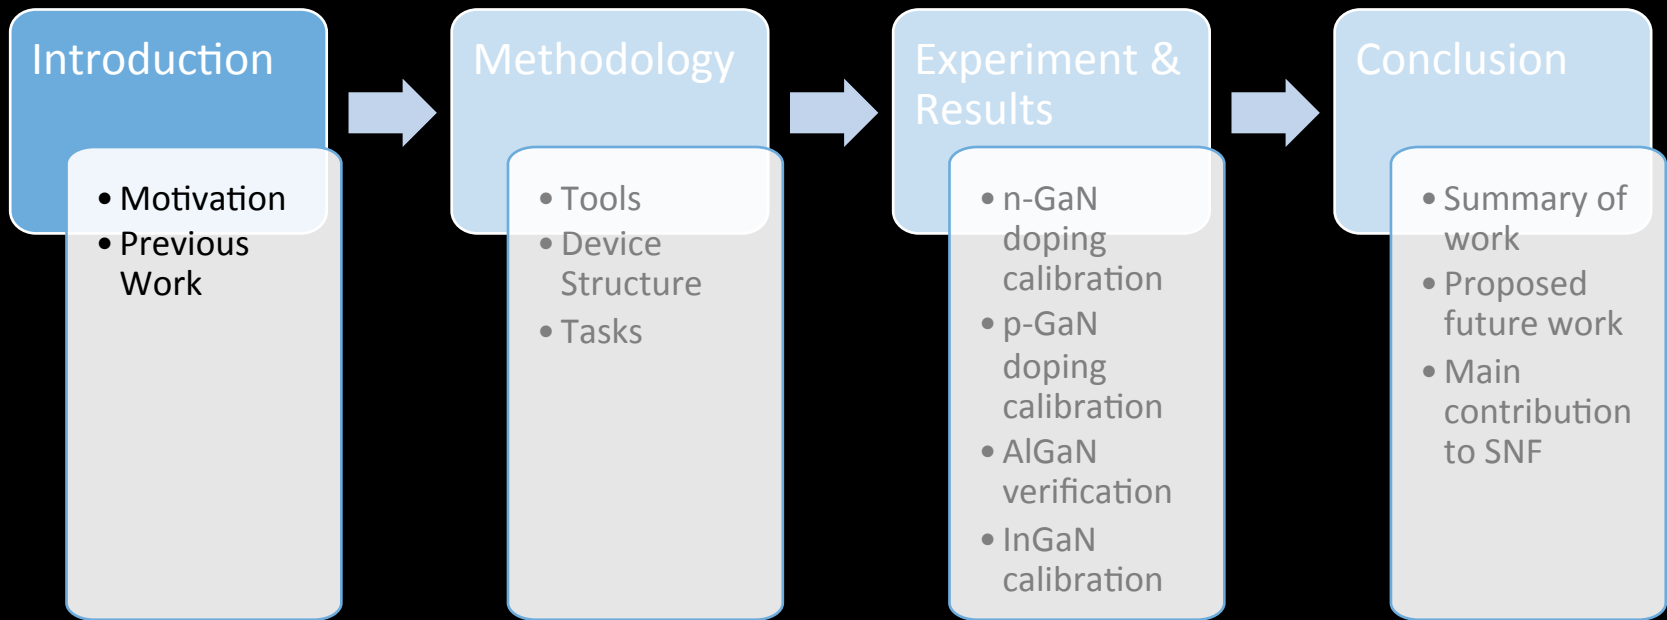 Introduction
• Motivation
• Previous
Work
Methodology
• Tools
• Device
Structure
• Tasks
Experiment &
Results
• n-GaN
doping
calibration
• p-GaN
doping
calibration
• AlGaN
verification
• InGaN
calibration
Conclusion
• Summary of
work
• Proposed
future work
• Main
contribution
to SNF